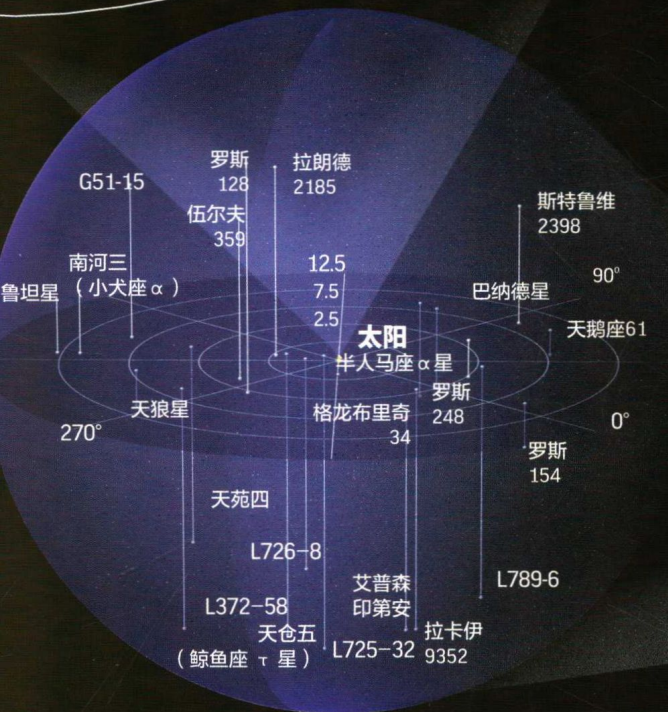 罗斯
128
拉朗德
2185
G51-15
斯特鲁维
2398
伍尔夫
359
南河三
（小犬座α）
12.5
90°
鲁坦星
7.5
巴纳德星
2.5
天鹅座61
太阳
半人马座α星
罗斯
248
天狼星
格龙布里奇
34
270°
0°
罗斯
154
天苑四
L726-8
艾普森
印第安
L789-6
L372-58
天仓五
（鲸鱼座τ星）
L725-32
拉卡伊
9352